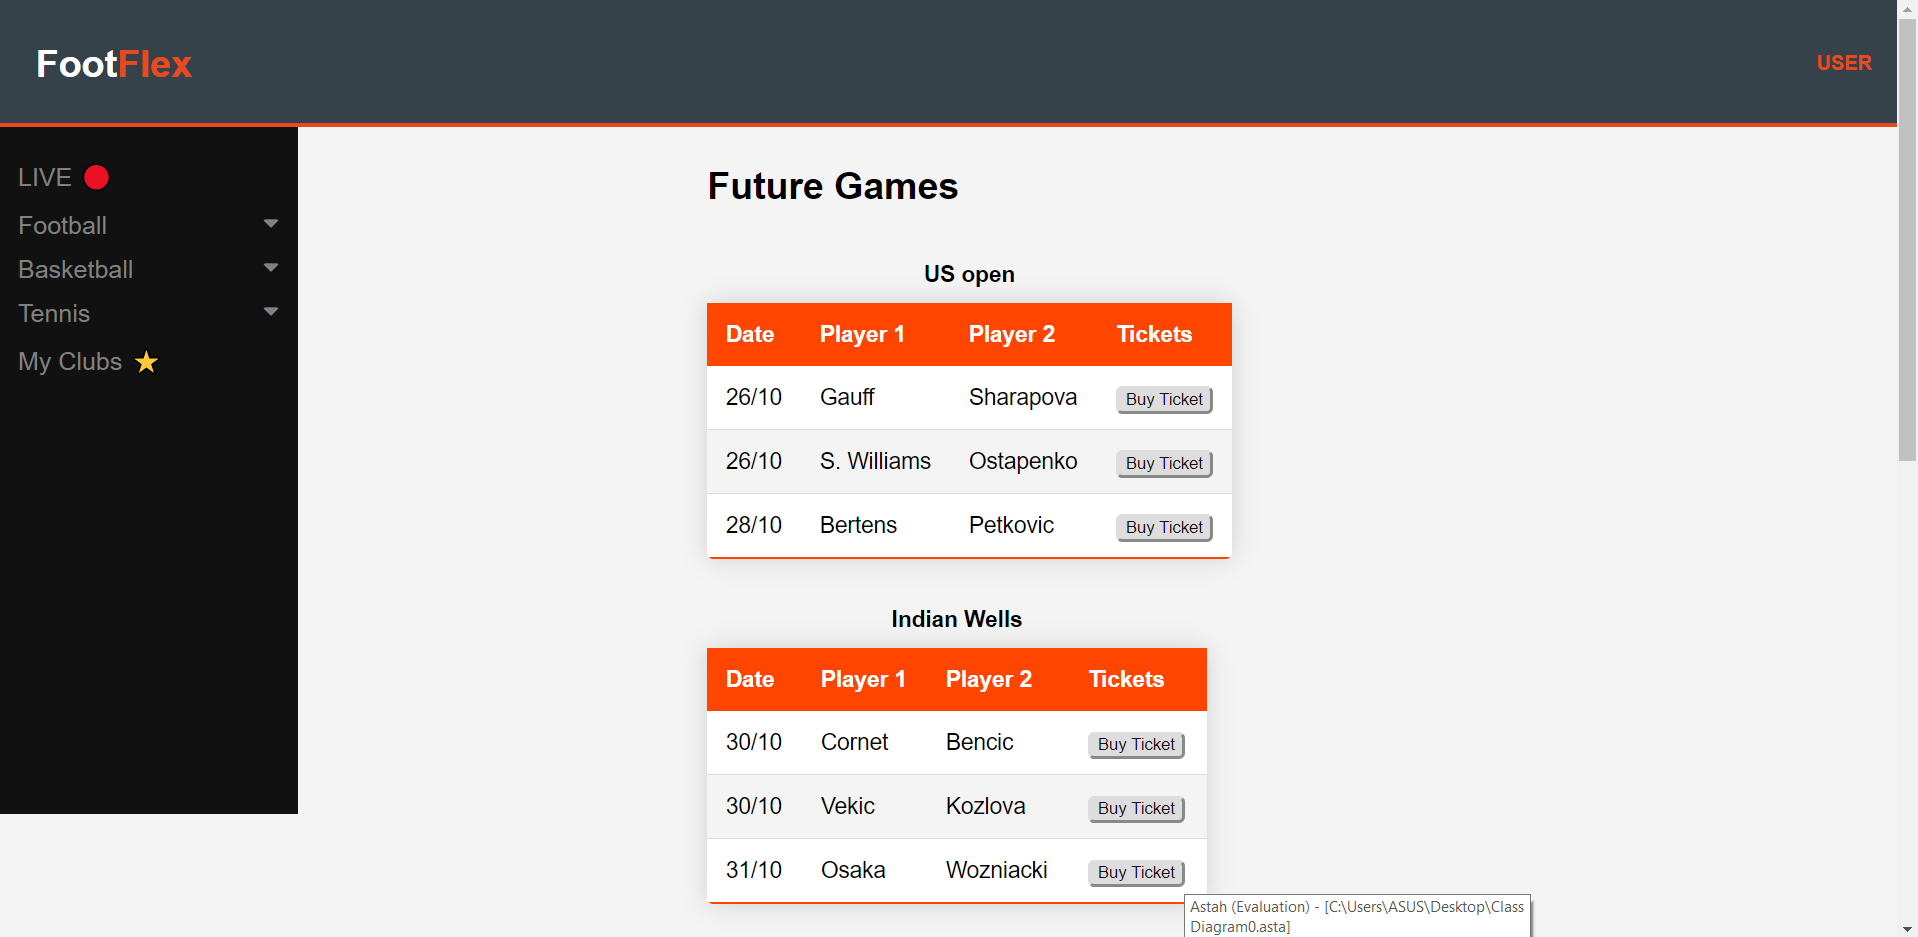 FootFlex
USER
LIVE
Football
Basketball
Tennis
My Clubs
Future Games
US open
Date Player 1 Player 2 Tickets
26/10 Gauff Sharapova Buy Ticket
26/10 S. Williams Ostapenko Buy Ticket
28/10 Bertens Petkovic Buy Ticket
Indian Wells
Date Player 1 Player 2 Tickets
30/10 Cornet Bencic Buy Ticket
30/10 Vekic Kozlova Buy Ticket
31/10 Osaka Wozniacki Buy Ticket
Astah (Evaluation) - [C:\Users\ASUS\Desktop\Class
Diagram0.asta]